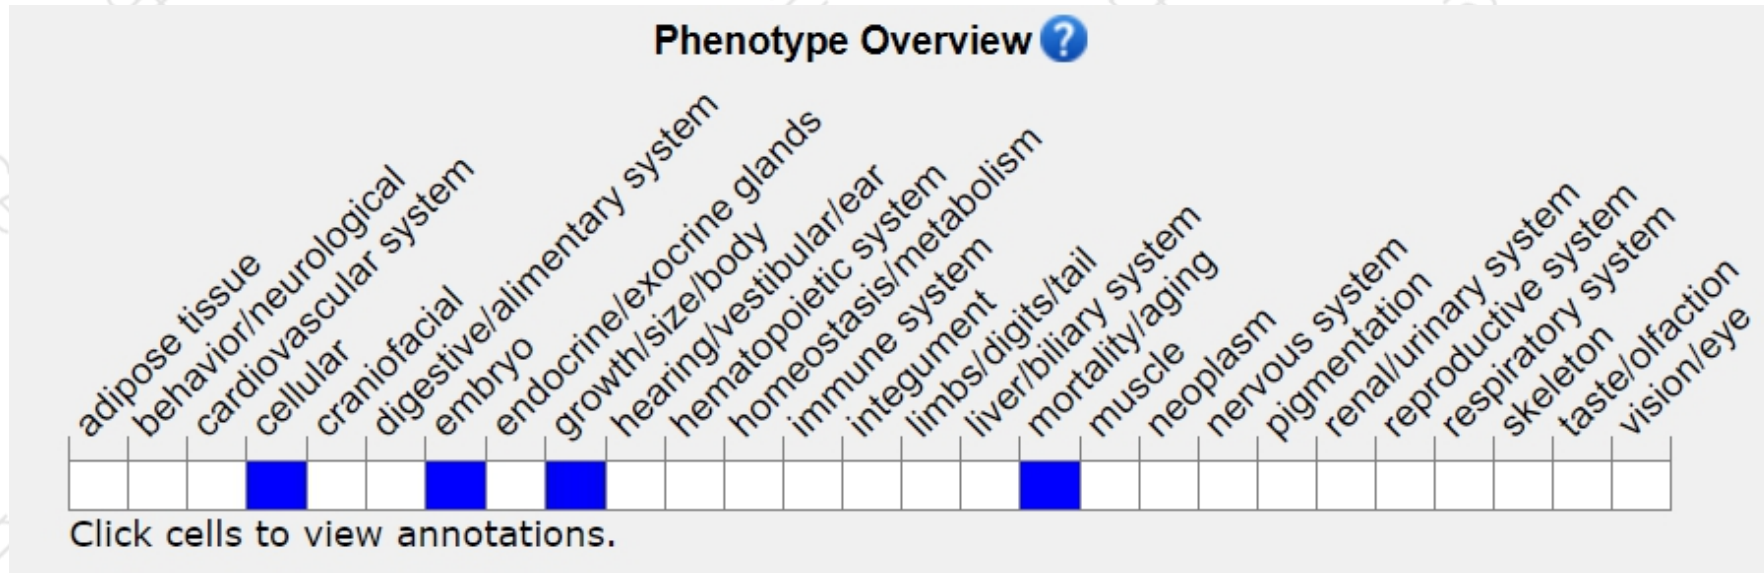 Phenotype Overview ?
adipose tissue
behavior/neurological
cardiovascular system
cellular
craniofacial
digestive/alimentary system
embryo
endocrine/exocrine glands
growth/size/body
hearing/vestibular/ear
hematopoietic system
homeostasis/metabolism
immune system
integument
limbs/digits/tail
liver/biliary system
mortality/aging
muscle
neoplasm
nervous system
pigmentation
renal/urinary system
reproductive system
respiratory system
skeleton
taste/olfaction
vision/eye
Click cells to view annotations.